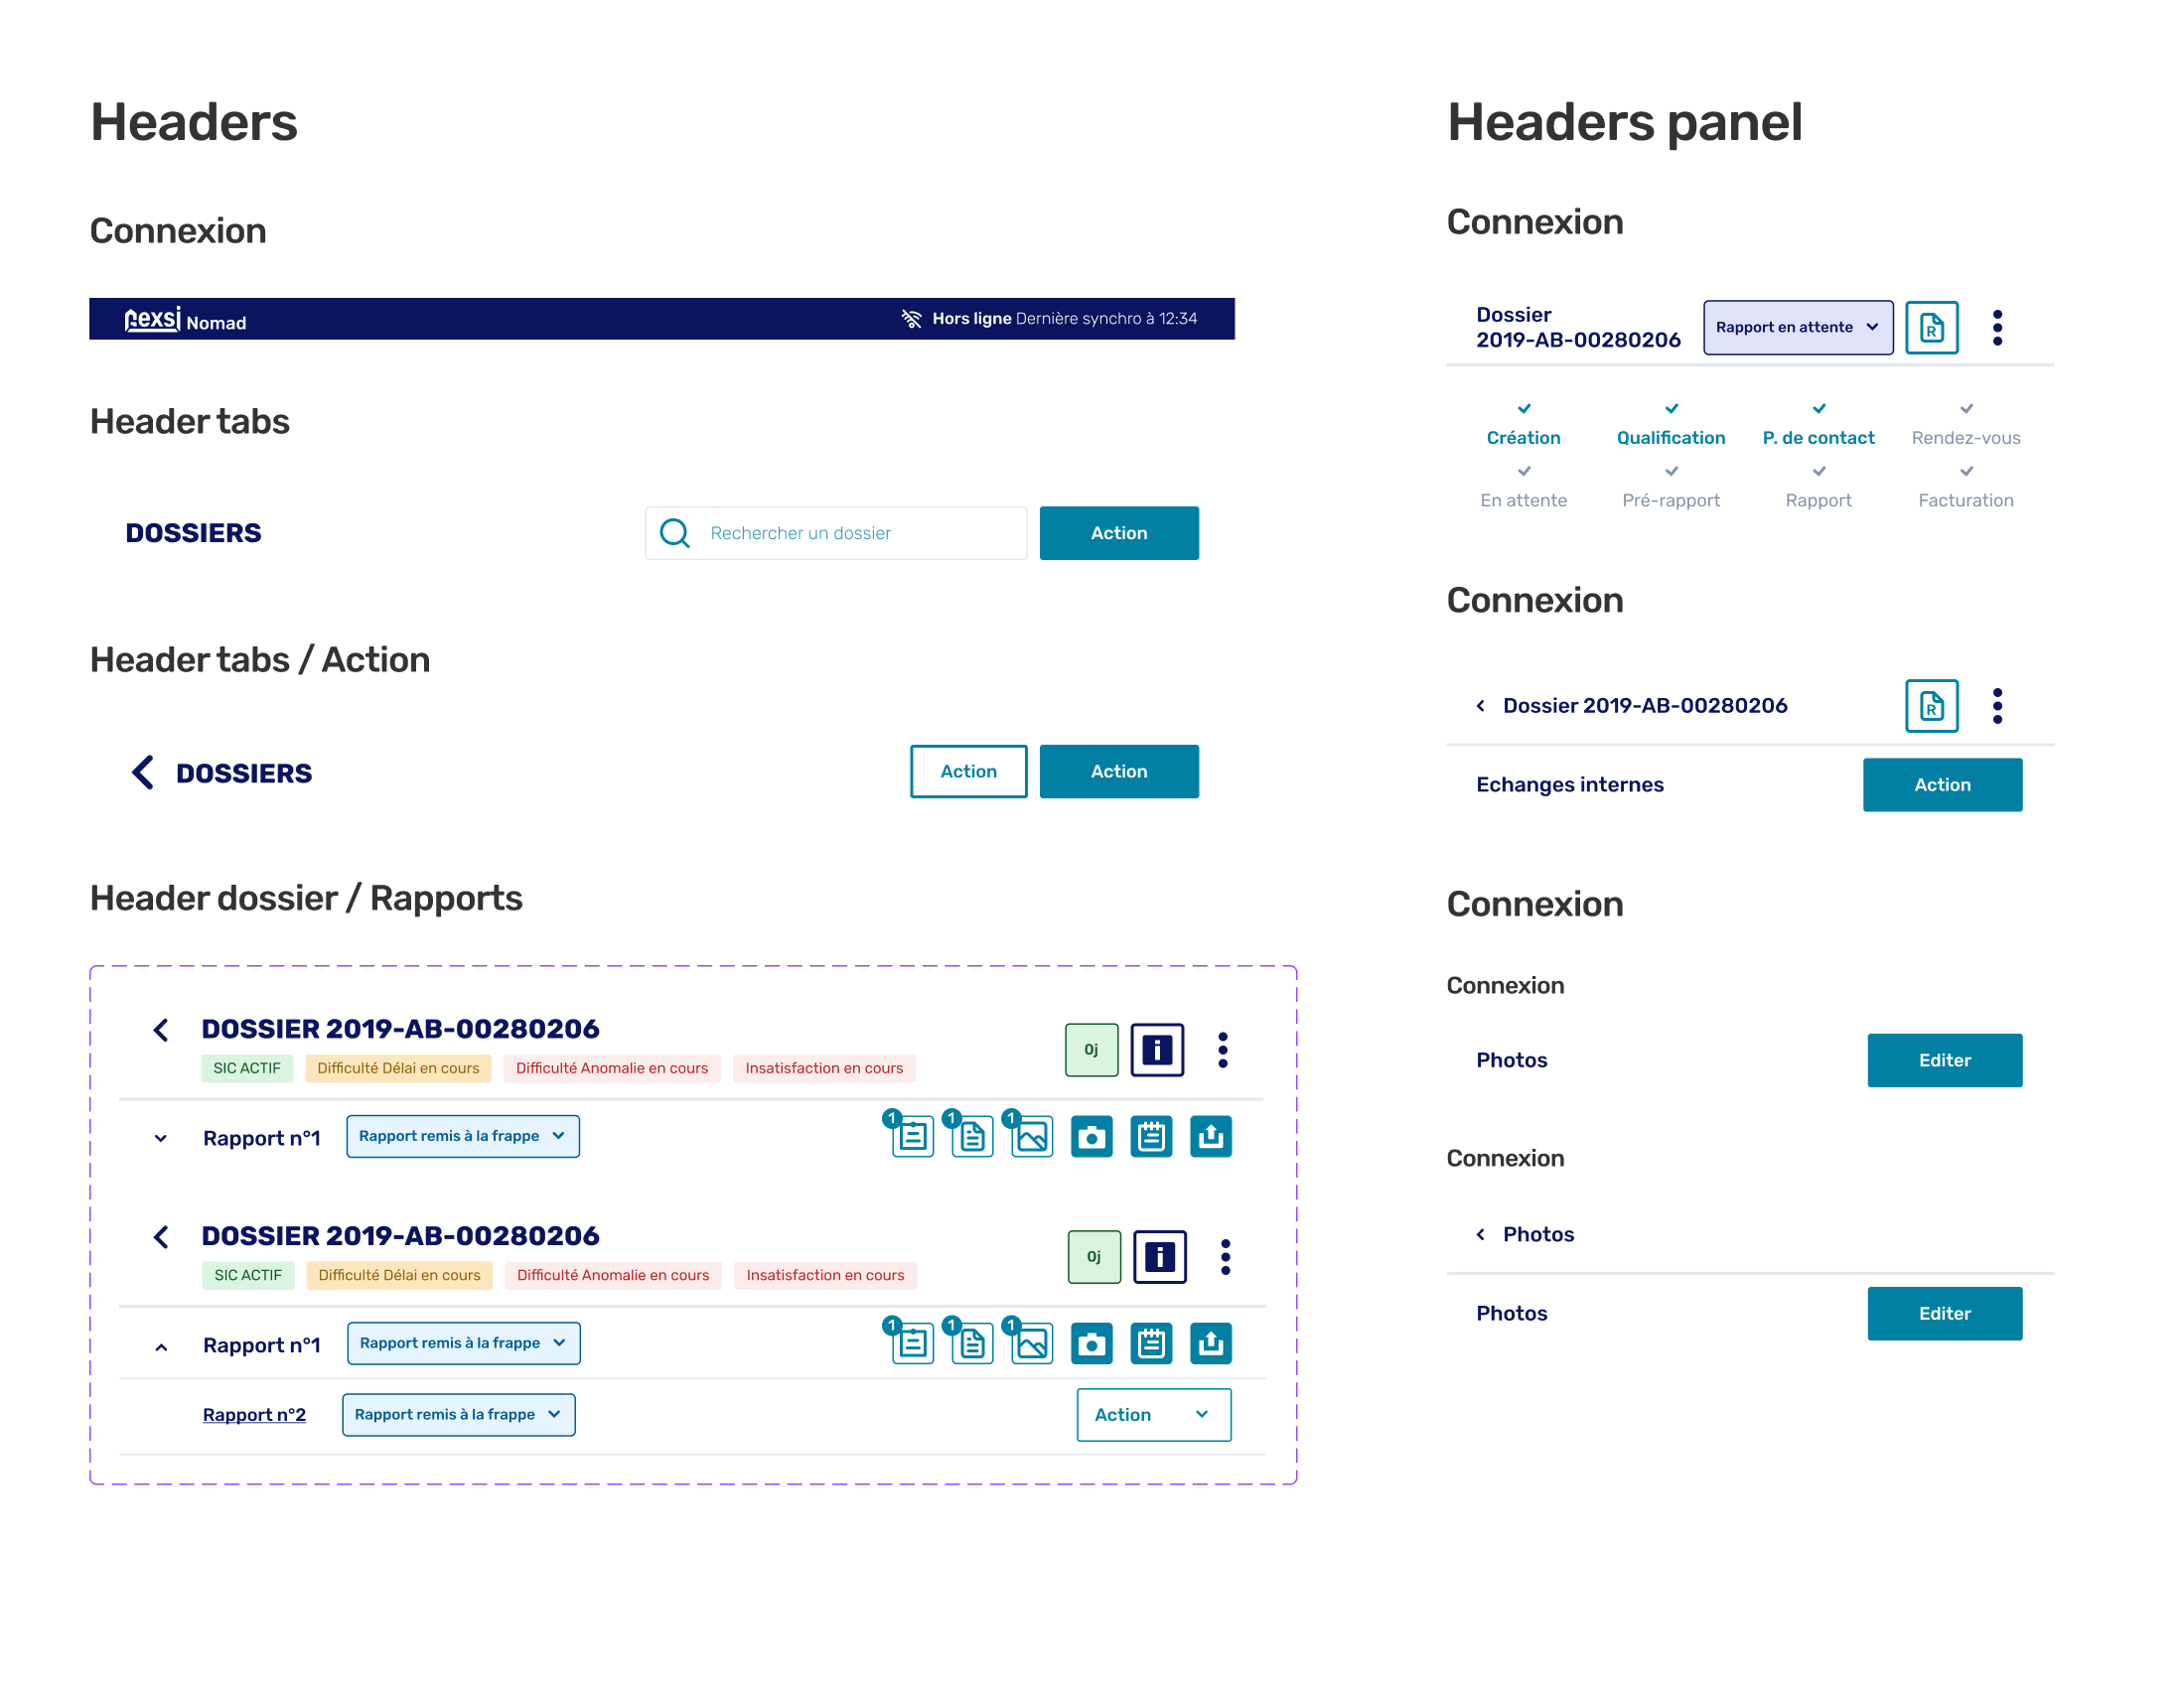 Headers
Connexion
exsi Nomad
Hors ligne Dernière synchro à 12:34
Header tabs
DOSSIERS
Rechercher un dossier
Action
Header tabs / Action
DOSSIERS
Action
Action
Header dossier / Rapports
DOSSIER 2019-AB-00280206
0j
SIC ACTIF
Difficulté Délai en cours
Difficulté Anomalie en cours
Insatisfaction en cours
Rapport n°1
Rapport remis à la frappe
1
1
1
DOSSIER 2019-AB-00280206
0j
SIC ACTIF
Difficulté Délai en cours
Difficulté Anomalie en cours
Insatisfaction en cours
Rapport n°1
Rapport remis à la frappe
1
1
1
Rapport n°2
Rapport remis à la frappe
Action
Headers panel
Connexion
Dossier
2019-AB-00280206
Rapport en attente
R
Création
Qualification
P. de contact
Rendez-vous
En attente
Pré-rapport
Rapport
Facturation
Connexion
Dossier 2019-AB-00280206
R
Echanges internes
Action
Connexion
Connexion
Photos
Editer
Connexion
Photos
Photos
Editer